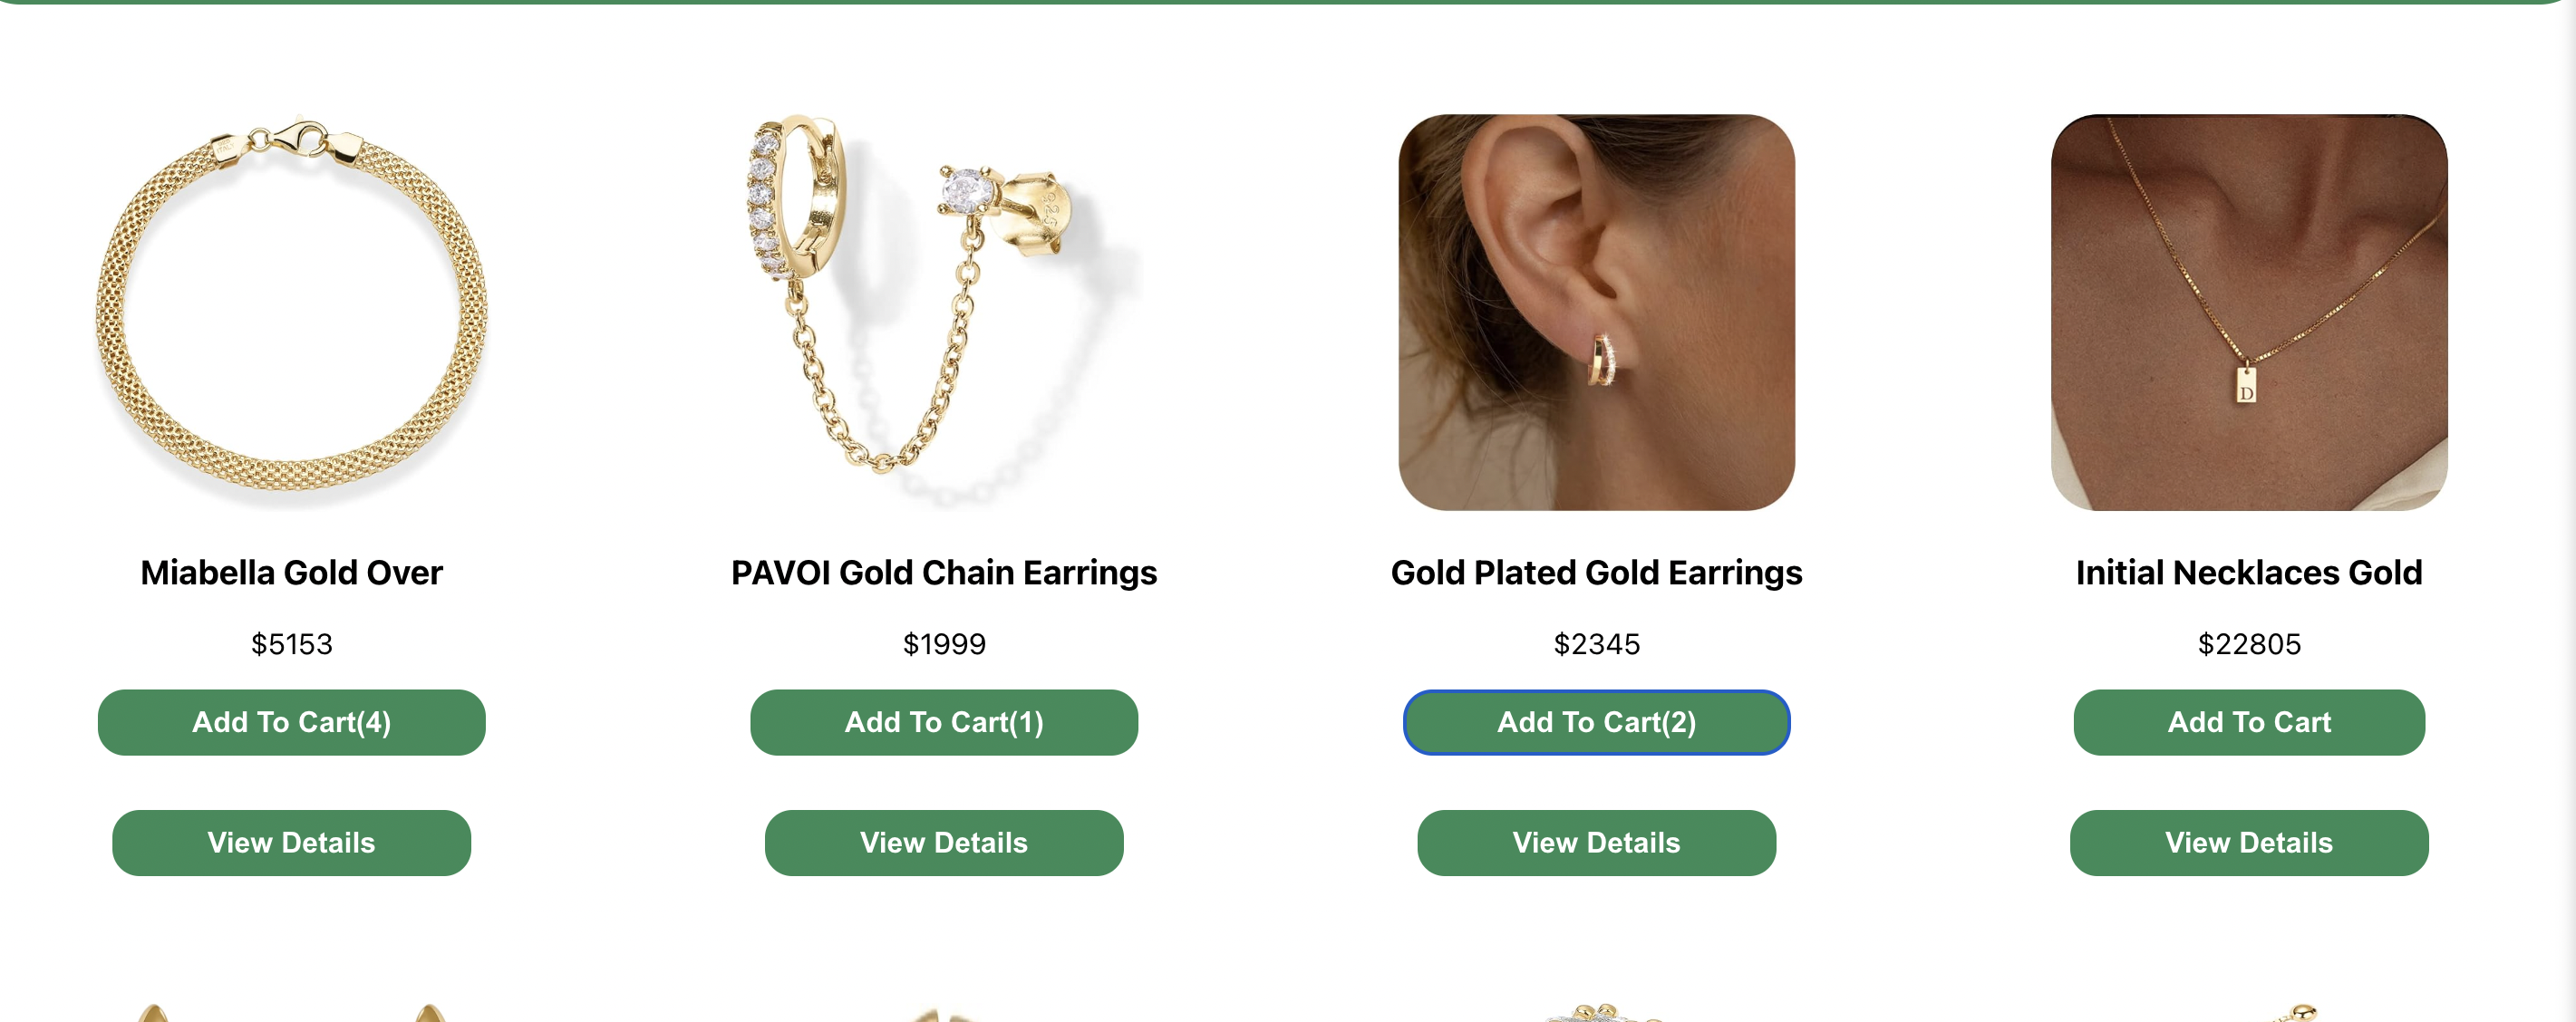 Miabella Gold Over
$5153
Add To Cart(4)
View Details
PAVOI Gold Chain Earrings
$1999
Add To Cart(1)
View Details
Gold Plated Gold Earrings
$2345
Add To Cart(2)
View Details
D
Initial Necklaces Gold
$22805
Add To Cart
View Details